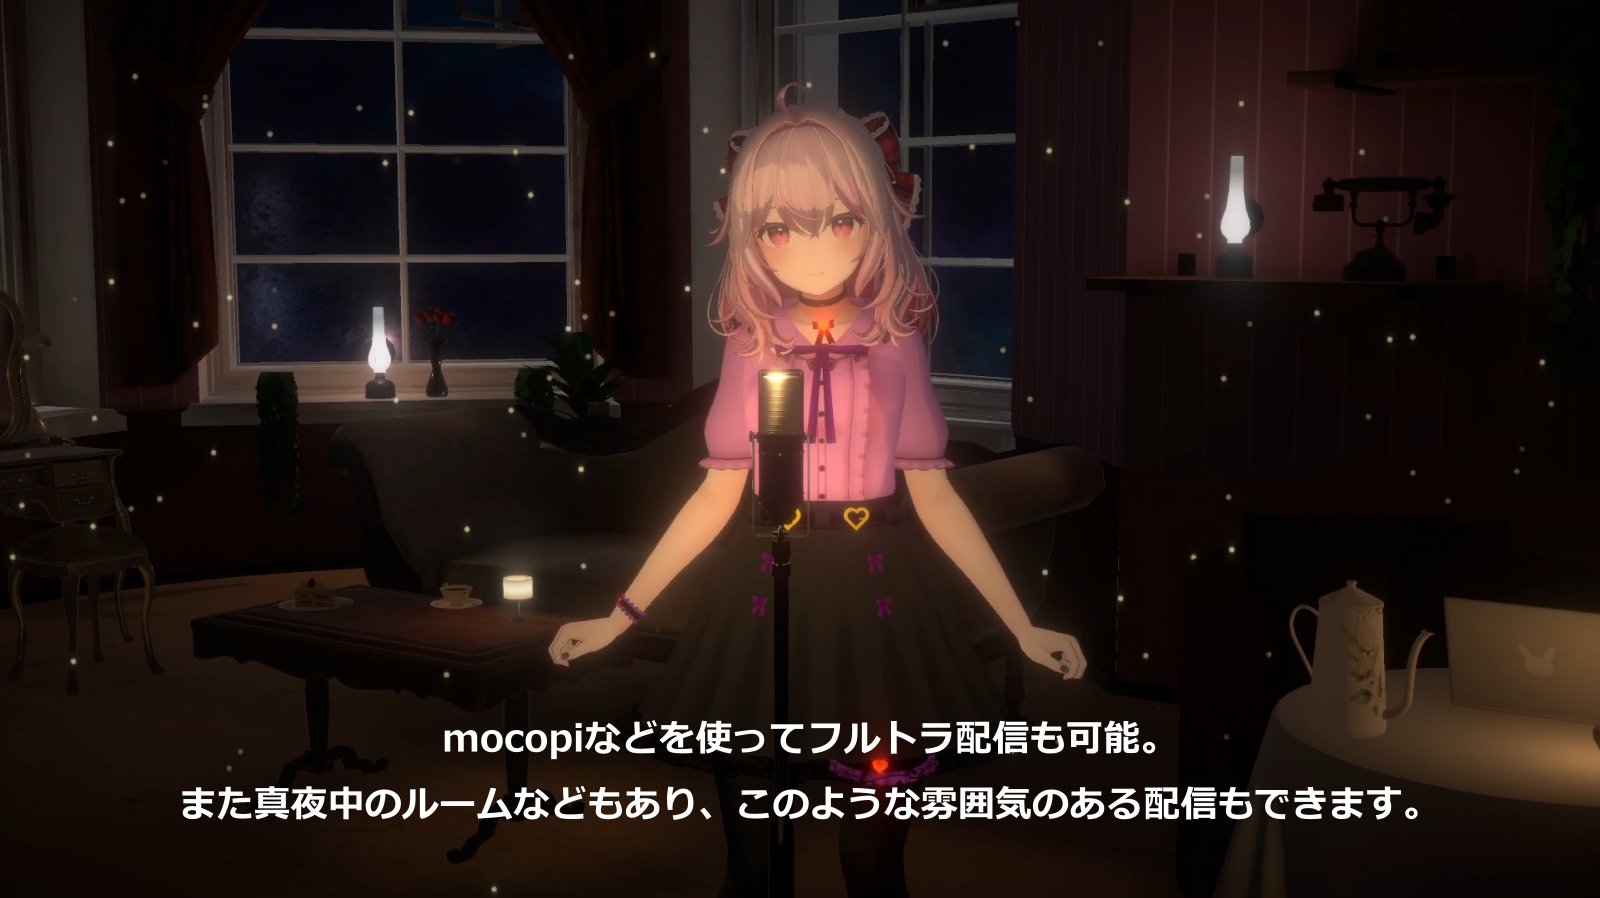 mocopiなどを使ってフルトラ配信も可能。
また真夜中のルームなどもあり、このような雰囲気のある配信もできます。